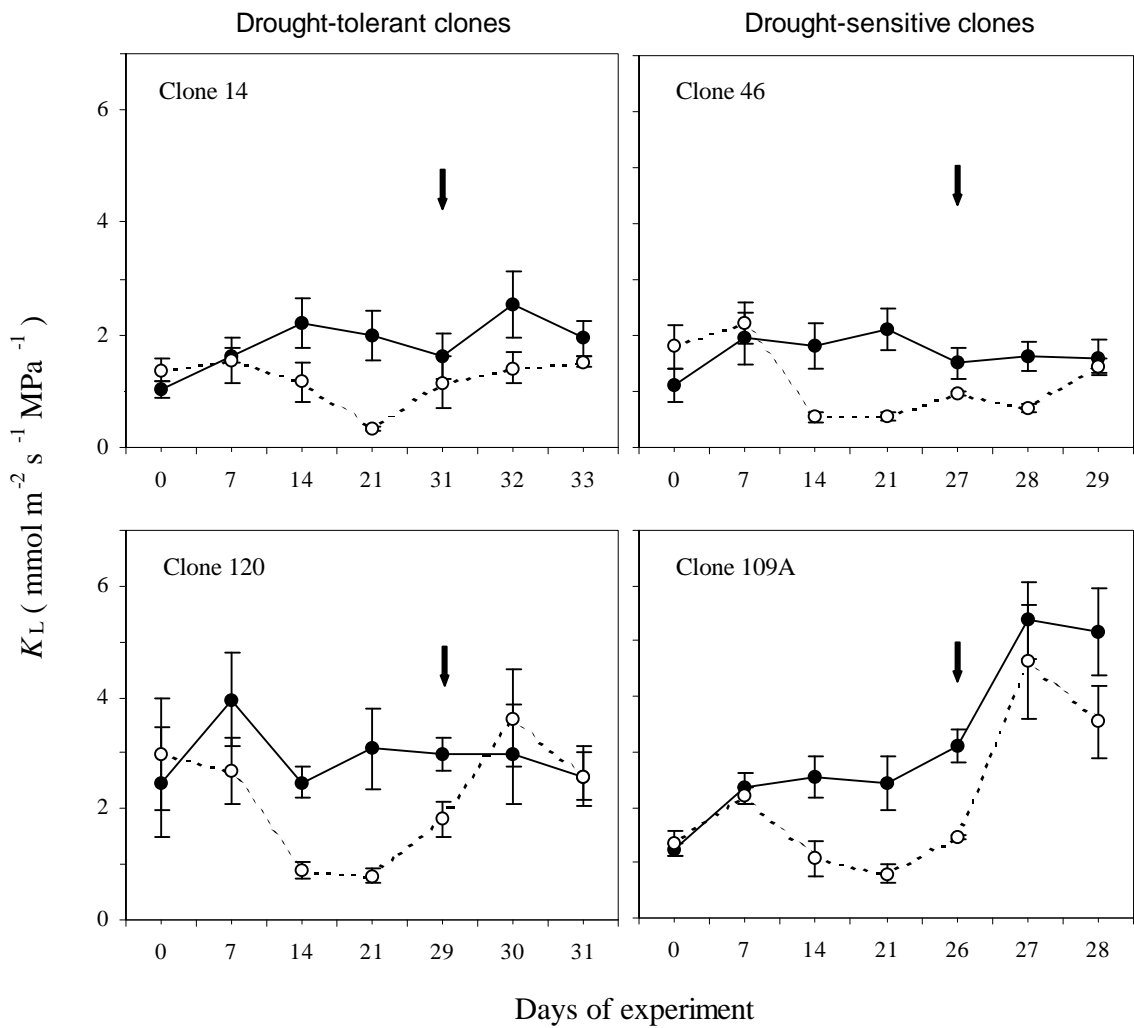 Drought-tolerant clones
Drought-sensitive clones
Clone 14
Clone 46
6
4
2
0
0 7 14 21 31 32 33
0 7 14 21 27 28 29
Clone 120
Clone 109A
6
4
2
0
0 7 14 21 29 30 31
0 7 14 21 26 27 28
K_L ( mmol m⁻² s ⁻¹ MPa ⁻¹ )
Days of experiment